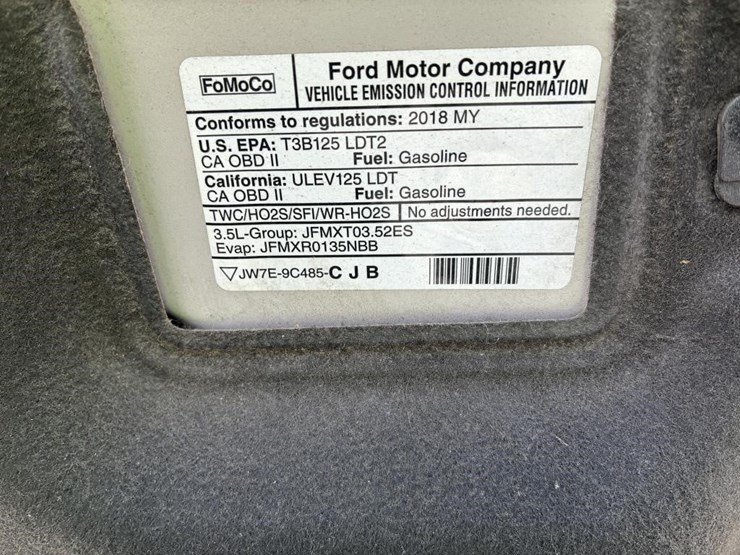 FoMoCo
Ford Motor Company
VEHICLE EMISSION CONTROL INFORMATION
Conforms to regulations: 2018 MY
U.S. EPA: T3B125 LDT2
CA OBD II Fuel: Gasoline
California: ULEV125 LDT
CA OBD II Fuel: Gasoline
TWC/HO2S/SFI/WR-HO2S No adjustments needed.
3.5L-Group: JFMXT03.52ES
Evap: JFMXR0135NBB
JW7E-9C485-C J B